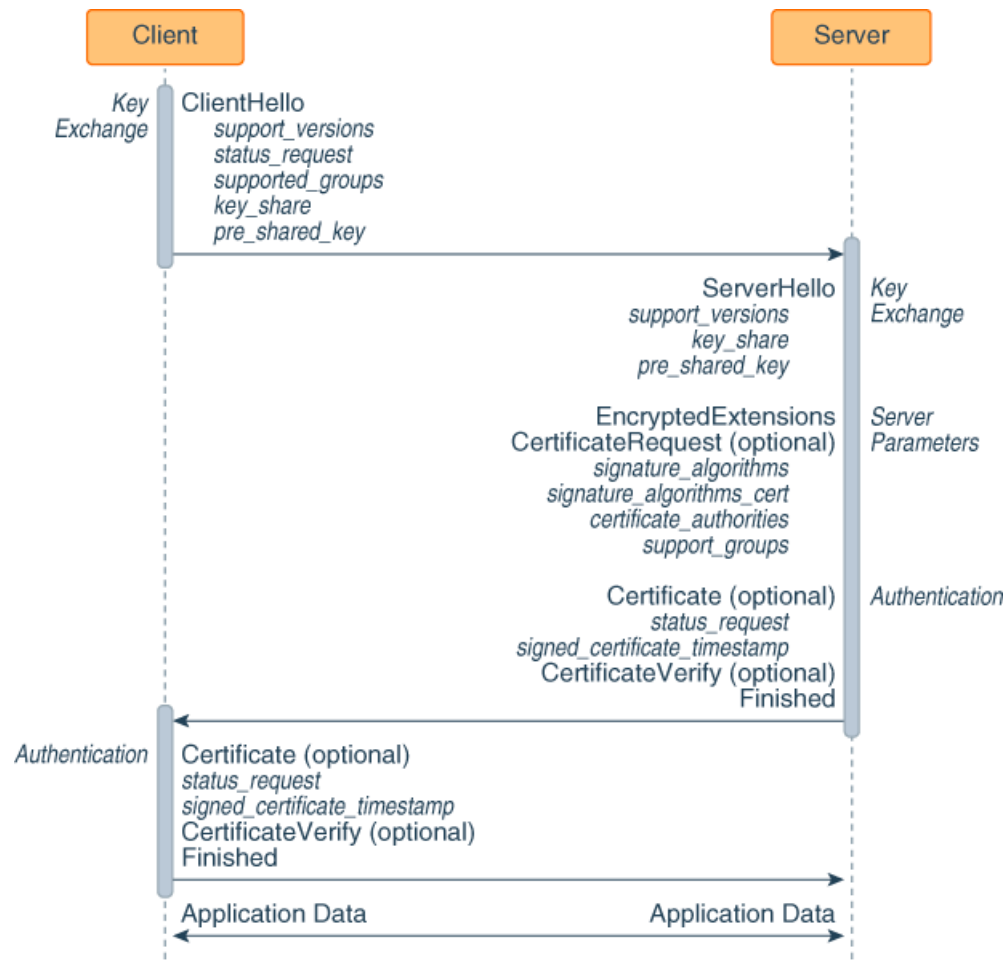 Client
Server
Key
Exchange
ClientHello
support_versions
status_request
supported_groups
key_share
pre_shared_key
ServerHello
support_versions
key_share
pre_shared_key
Key
Exchange
EncryptedExtensions
CertificateRequest (optional)
signature_algorithms
signature_algorithms_cert
certificate_authorities
support_groups
Server
Parameters
Certificate (optional)
status_request
signed_certificate_timestamp
CertificateVerify (optional)
Finished
Authentication
Authentication
Certificate (optional)
status_request
signed_certificate_timestamp
CertificateVerify (optional)
Finished
Application Data
Application Data